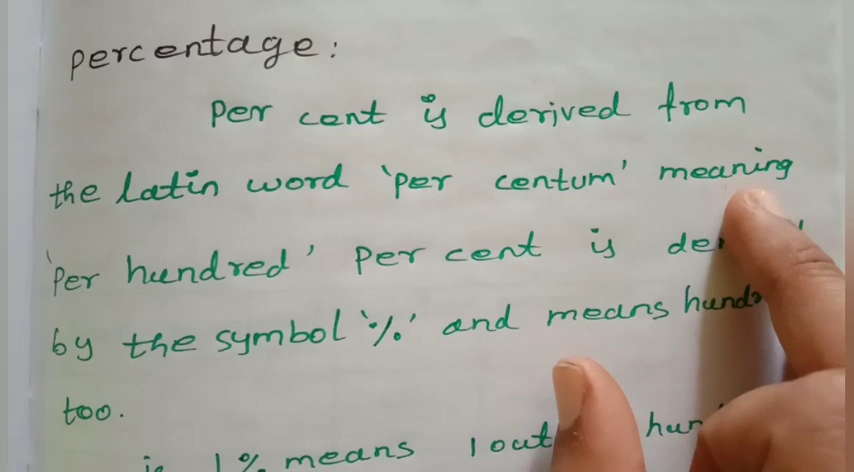 percentage:
Per cent is derived from
the Latin word 'per centum' meaning
'Per hundred' per cent is
by the symbol '%' and means
too.
1% means 1 out